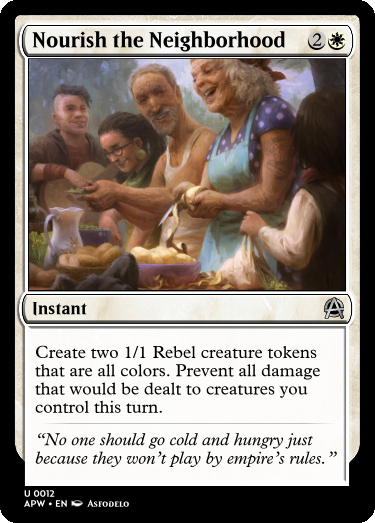 Nourish the Neighborhood 2
Instant
Create two 1/1 Rebel creature tokens
that are all colors. Prevent all damage
that would be dealt to creatures you
control this turn.
“No one should go cold and hungry just
because they won’t play by empire’s rules.”
U 0012
APW • EN Asfodelo